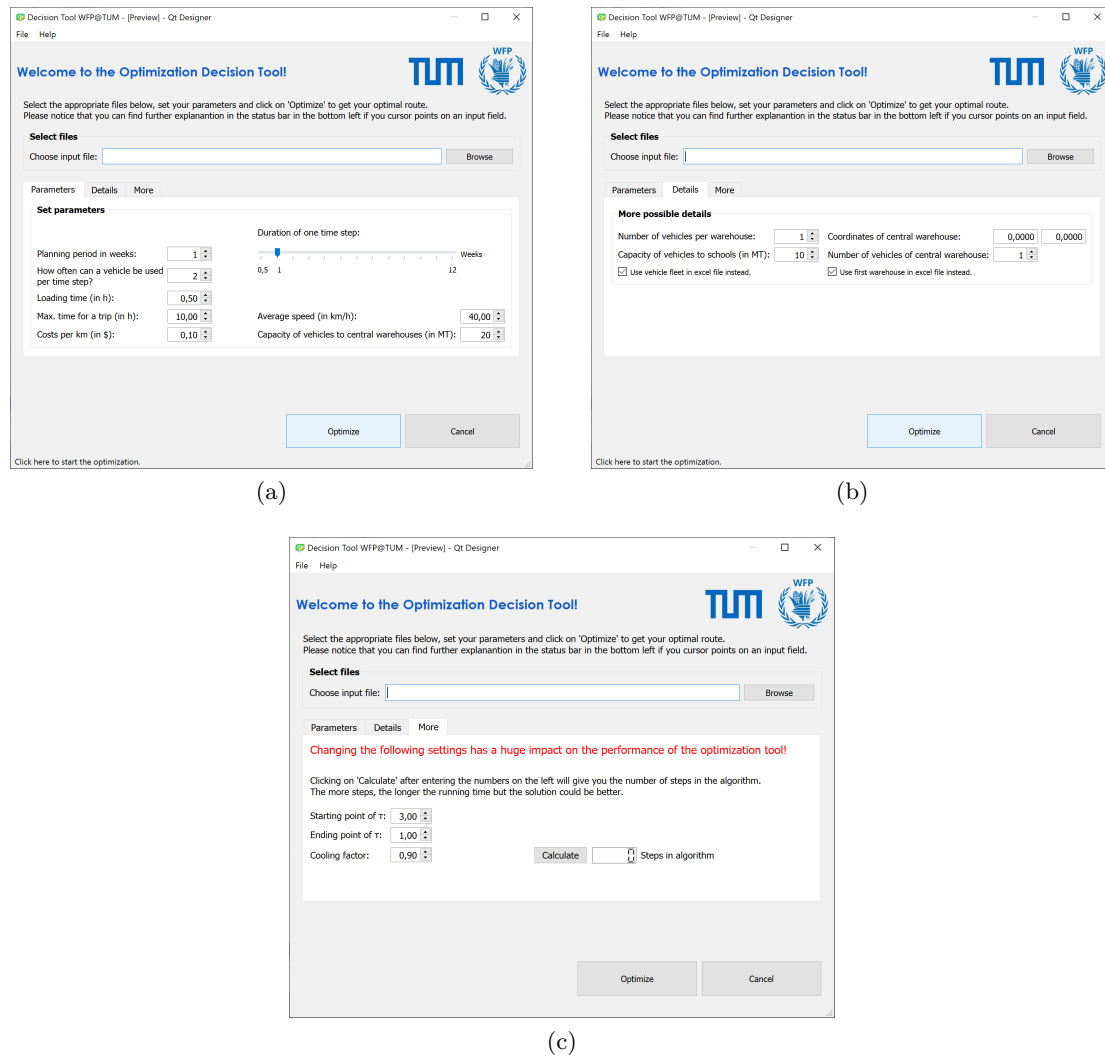 Decision Tool WFP@TUM - [Preview] - Qt Designer
File Help
WFP
Welcome to the Optimization Decision Tool! TUM
Select the appropriate files below, set your parameters and click on 'Optimize' to get your optimal route.
Please notice that you can find further explanantion in the status bar in the bottom left if you cursor points on an input field.
Select files
Choose input file: Browse
Parameters Details More
Set parameters
Duration of one time step:
Planning period in weeks: 1 Weeks
0,5 1 12
How often can a vehicle be used
per time step? 2
Loading time (in h): 0,50
Max. time for a trip (in h): 10,00 Average speed (in km/h): 40,00
Costs per km (in $): 0,10 Capacity of vehicles to central warehouses (in MT): 20
Optimize Cancel
Click here to start the optimization.
(a)
Decision Tool WFP@TUM - [Preview] - Qt Designer
File Help
WFP
Welcome to the Optimization Decision Tool! TUM
Select the appropriate files below, set your parameters and click on 'Optimize' to get your optimal route.
Please notice that you can find further explanantion in the status bar in the bottom left if you cursor points on an input field.
Select files
Choose input file: Browse
Parameters Details More
More possible details
Number of vehicles per warehouse: 1 Coordinates of central warehouse: 0,0000 0,0000
Capacity of vehicles to schools (in MT): 10 Number of vehicles of central warehouse: 1
Use vehicle fleet in excel file instead. Use first warehouse in excel file instead.
Optimize Cancel
Click here to start the optimization.
(b)
Decision Tool WFP@TUM - [Preview] - Qt Designer
File Help
WFP
Welcome to the Optimization Decision Tool! TUM
Select the appropriate files below, set your parameters and click on 'Optimize' to get your optimal route.
Please notice that you can find further explanantion in the status bar in the bottom left if you cursor points on an input field.
Select files
Choose input file: Browse
Parameters Details More
Changing the following settings has a huge impact on the performance of the optimization tool!
Clicking on 'Calculate' after entering the numbers on the left will give you the number of steps in the algorithm.
The more steps, the longer the running time but the solution could be better.
Starting point of τ: 3,00
Ending point of τ: 1,00
Cooling factor: 0,90 Calculate 0 Steps in algorithm
Optimize Cancel
(c)